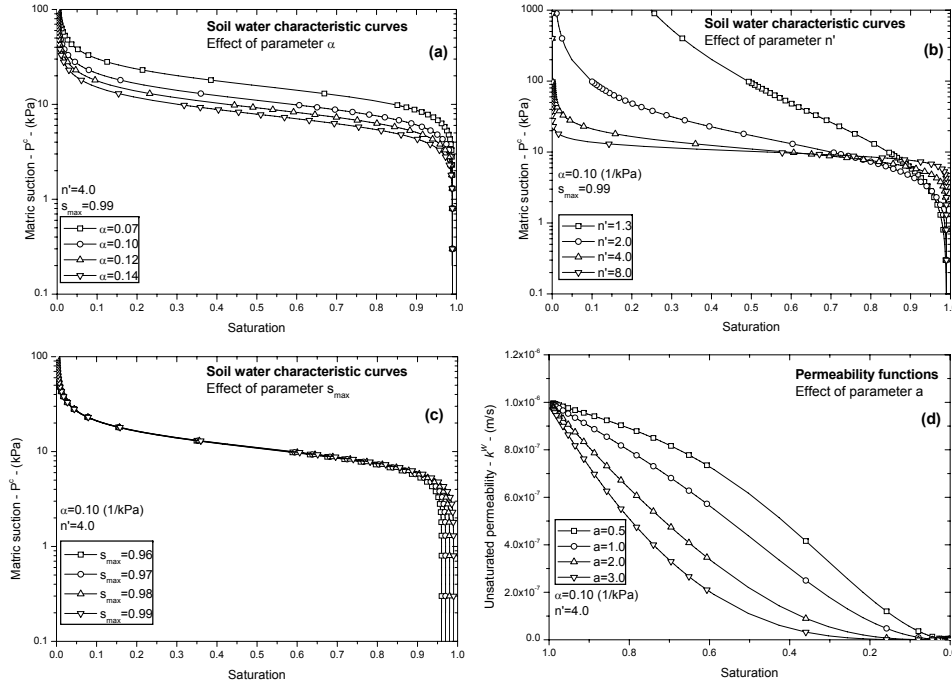 Soil water characteristic curves
Effect of parameter α
(a)
Matric suction - Pᶜ - (kPa)
100
10
1
0.1
n'=4.0
s_max=0.99
α=0.07
α=0.10
α=0.12
α=0.14
0.0 0.1 0.2 0.3 0.4 0.5 0.6 0.7 0.8 0.9 1.0
Saturation
Soil water characteristic curves
Effect of parameter n'
(b)
Matric suction - Pᶜ - (kPa)
1000
100
10
1
0.1
α=0.10 (1/kPa)
s_max=0.99
n'=1.3
n'=2.0
n'=4.0
n'=8.0
0.0 0.1 0.2 0.3 0.4 0.5 0.6 0.7 0.8 0.9 1.0
Saturation
Soil water characteristic curves
Effect of parameter s_max
(c)
Matric suction - Pᶜ - (kPa)
100
10
1
0.1
α=0.10 (1/kPa)
n'=4.0
s_max=0.96
s_max=0.97
s_max=0.98
s_max=0.99
0.0 0.1 0.2 0.3 0.4 0.5 0.6 0.7 0.8 0.9 1.0
Saturation
Permeability functions
Effect of parameter a
(d)
Unsaturated permeability - kʷ - (m/s)
1.2x10⁻⁶
1.0x10⁻⁶
8.0x10⁻⁷
6.0x10⁻⁷
4.0x10⁻⁷
2.0x10⁻⁷
0.0
a=0.5
a=1.0
a=2.0
a=3.0
α=0.10 (1/kPa)
n'=4.0
1.0 0.8 0.6 0.4 0.2 0.0
Saturation